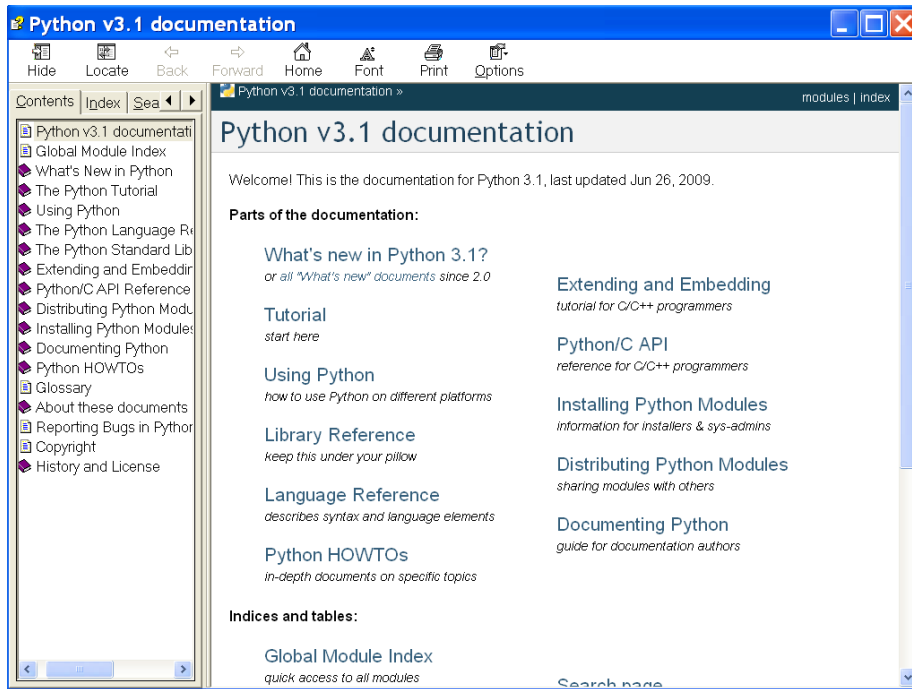 Python v3.1 documentation
Hide Locate Back Forward Home Font Print Options
Contents Index Sea
Python v3.1 documentati
Global Module Index
What's New in Python
The Python Tutorial
Using Python
The Python Language Re
The Python Standard Lib
Extending and Embeddin
Python/C API Reference
Distributing Python Modu
Installing Python Modules
Documenting Python
Python HOWTOs
Glossary
About these documents
Reporting Bugs in Python
Copyright
History and License
Python v3.1 documentation »
modules | index
Python v3.1 documentation
Welcome! This is the documentation for Python 3.1, last updated Jun 26, 2009.
Parts of the documentation:
What's new in Python 3.1?
or all "What's new" documents since 2.0
Tutorial
start here
Using Python
how to use Python on different platforms
Library Reference
keep this under your pillow
Language Reference
describes syntax and language elements
Python HOWTOs
in-depth documents on specific topics
Extending and Embedding
tutorial for C/C++ programmers
Python/C API
reference for C/C++ programmers
Installing Python Modules
information for installers & sys-admins
Distributing Python Modules
sharing modules with others
Documenting Python
guide for documentation authors
Indices and tables:
Global Module Index
quick access to all modules
Search page